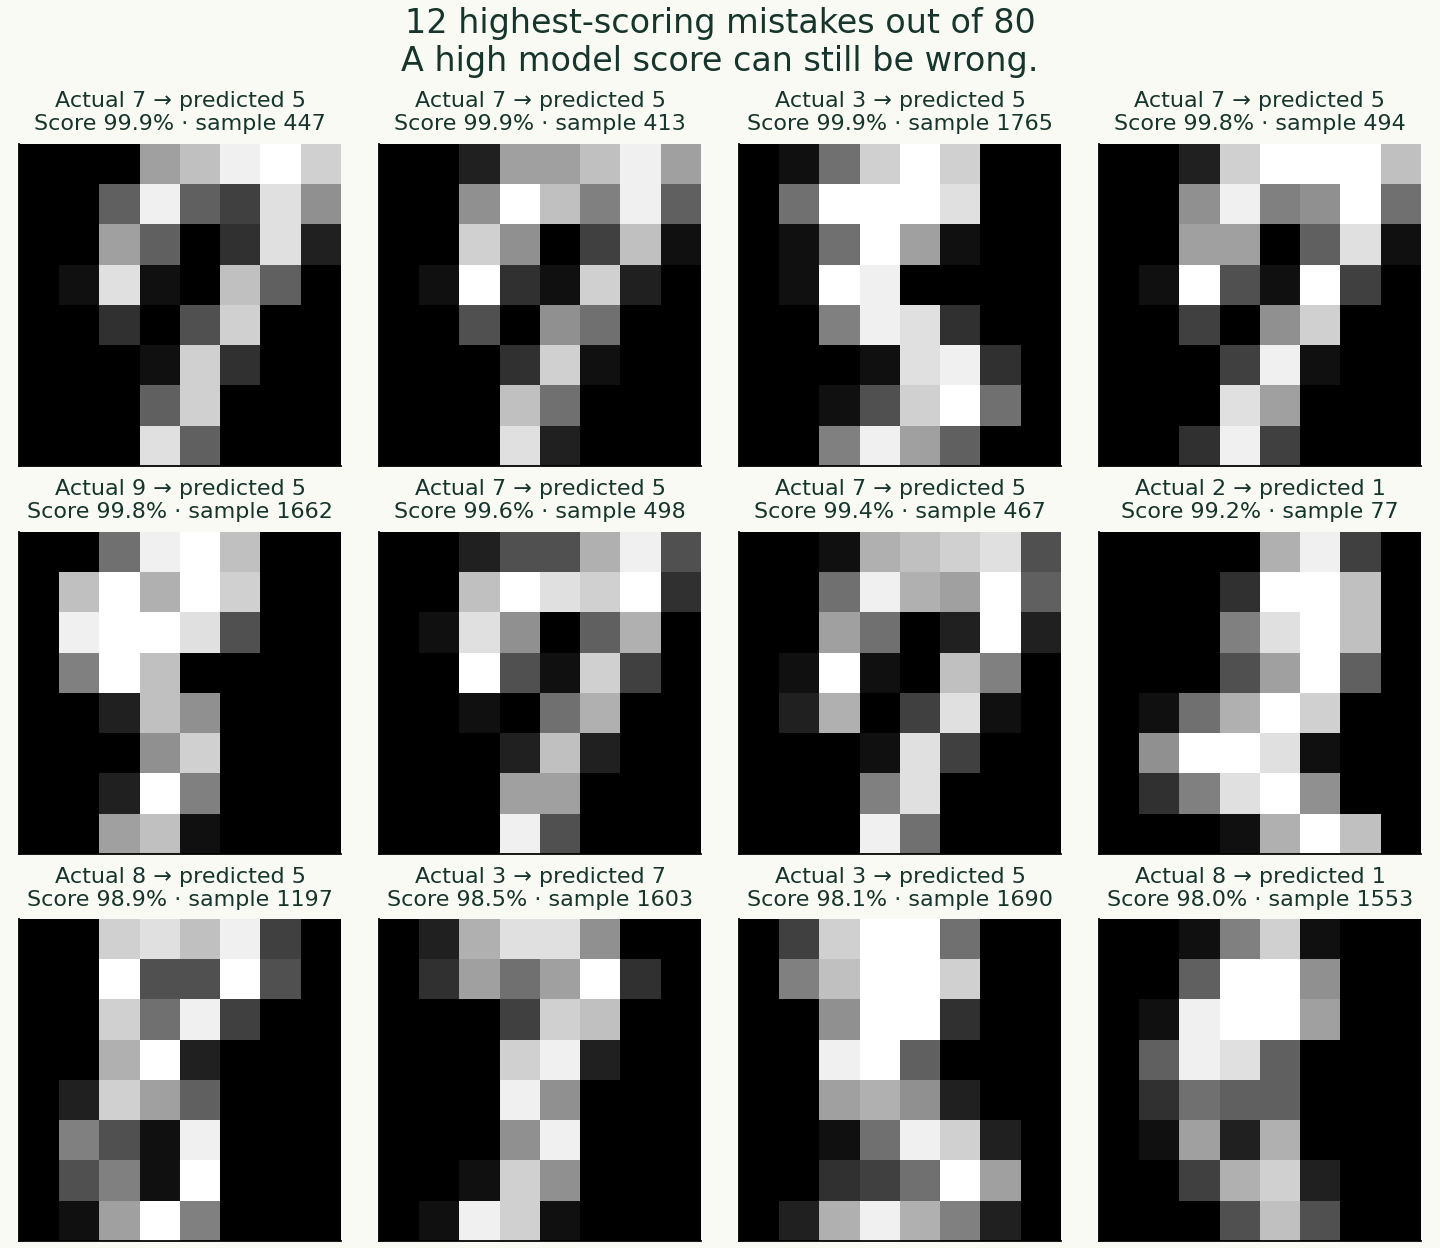 12 highest-scoring mistakes out of 80
A high model score can still be wrong.
Actual 7 → predicted 5
Score 99.9% · sample 447
Actual 7 → predicted 5
Score 99.9% · sample 413
Actual 3 → predicted 5
Score 99.9% · sample 1765
Actual 7 → predicted 5
Score 99.8% · sample 494
Actual 9 → predicted 5
Score 99.8% · sample 1662
Actual 7 → predicted 5
Score 99.6% · sample 498
Actual 7 → predicted 5
Score 99.4% · sample 467
Actual 2 → predicted 1
Score 99.2% · sample 77
Actual 8 → predicted 5
Score 98.9% · sample 1197
Actual 3 → predicted 7
Score 98.5% · sample 1603
Actual 3 → predicted 5
Score 98.1% · sample 1690
Actual 8 → predicted 1
Score 98.0% · sample 1553